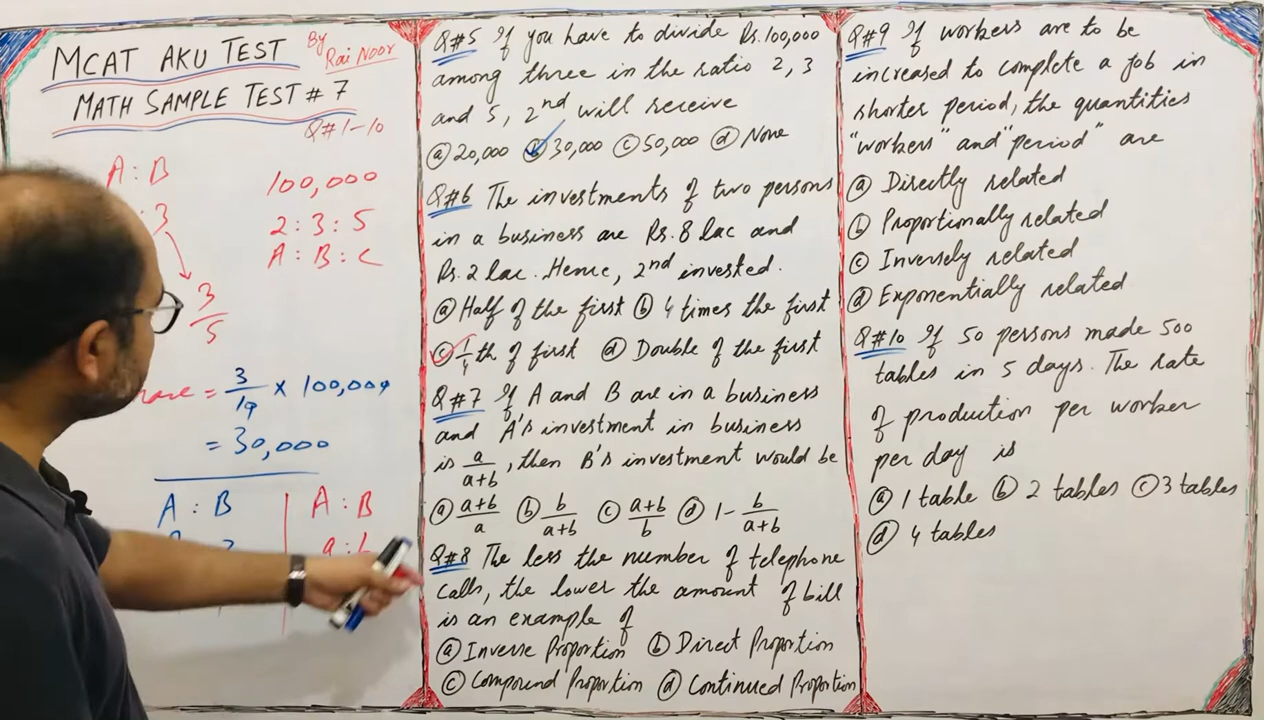 MCAT AKU TEST
By Rai Noor
MATH SAMPLE TEST # 7
Q#1-10
A : B
: 3
3/5
100,000
2 : 3 : 5
A : B : C
= 3/10 × 100,000
= 30,000
A : B
A : B
a : b
Q#5 If you have to divide Rs.100,000
among three in the ratio 2, 3
and 5, 2nd will receive
(a) 20,000 (b) 30,000 (c) 50,000 (d) None
Q#6 The investments of two persons
in a business are Rs. 8 lac and
Rs. 2 lac. Hence, 2nd invested.
(a) Half of the first (b) 4 times the first
(c) 1/4 th of first (d) Double of the first
Q#7 If A and B are in a business
and A's investment in business
is a/a+b, then B's investment would be
(a) a+b/a (b) b/a+b (c) a+b/b (d) 1 - b/a+b
Q#8 The less the number of telephone
calls, the lower the amount of bill
is an example of
(a) Inverse Proportion (b) Direct Proportion
(c) Compound Proportion (d) Continued Proportion
Q#9 If workers are to be
increased to complete a job in
shorter period, the quantities
"workers" and "period" are
(a) Directly related
(b) Proportionally related
(c) Inversely related
(d) Exponentially related
Q#10 If 50 persons made 500
tables in 5 days. The rate
of production per worker
per day is
(a) 1 table (b) 2 tables (c) 3 tables
(d) 4 tables